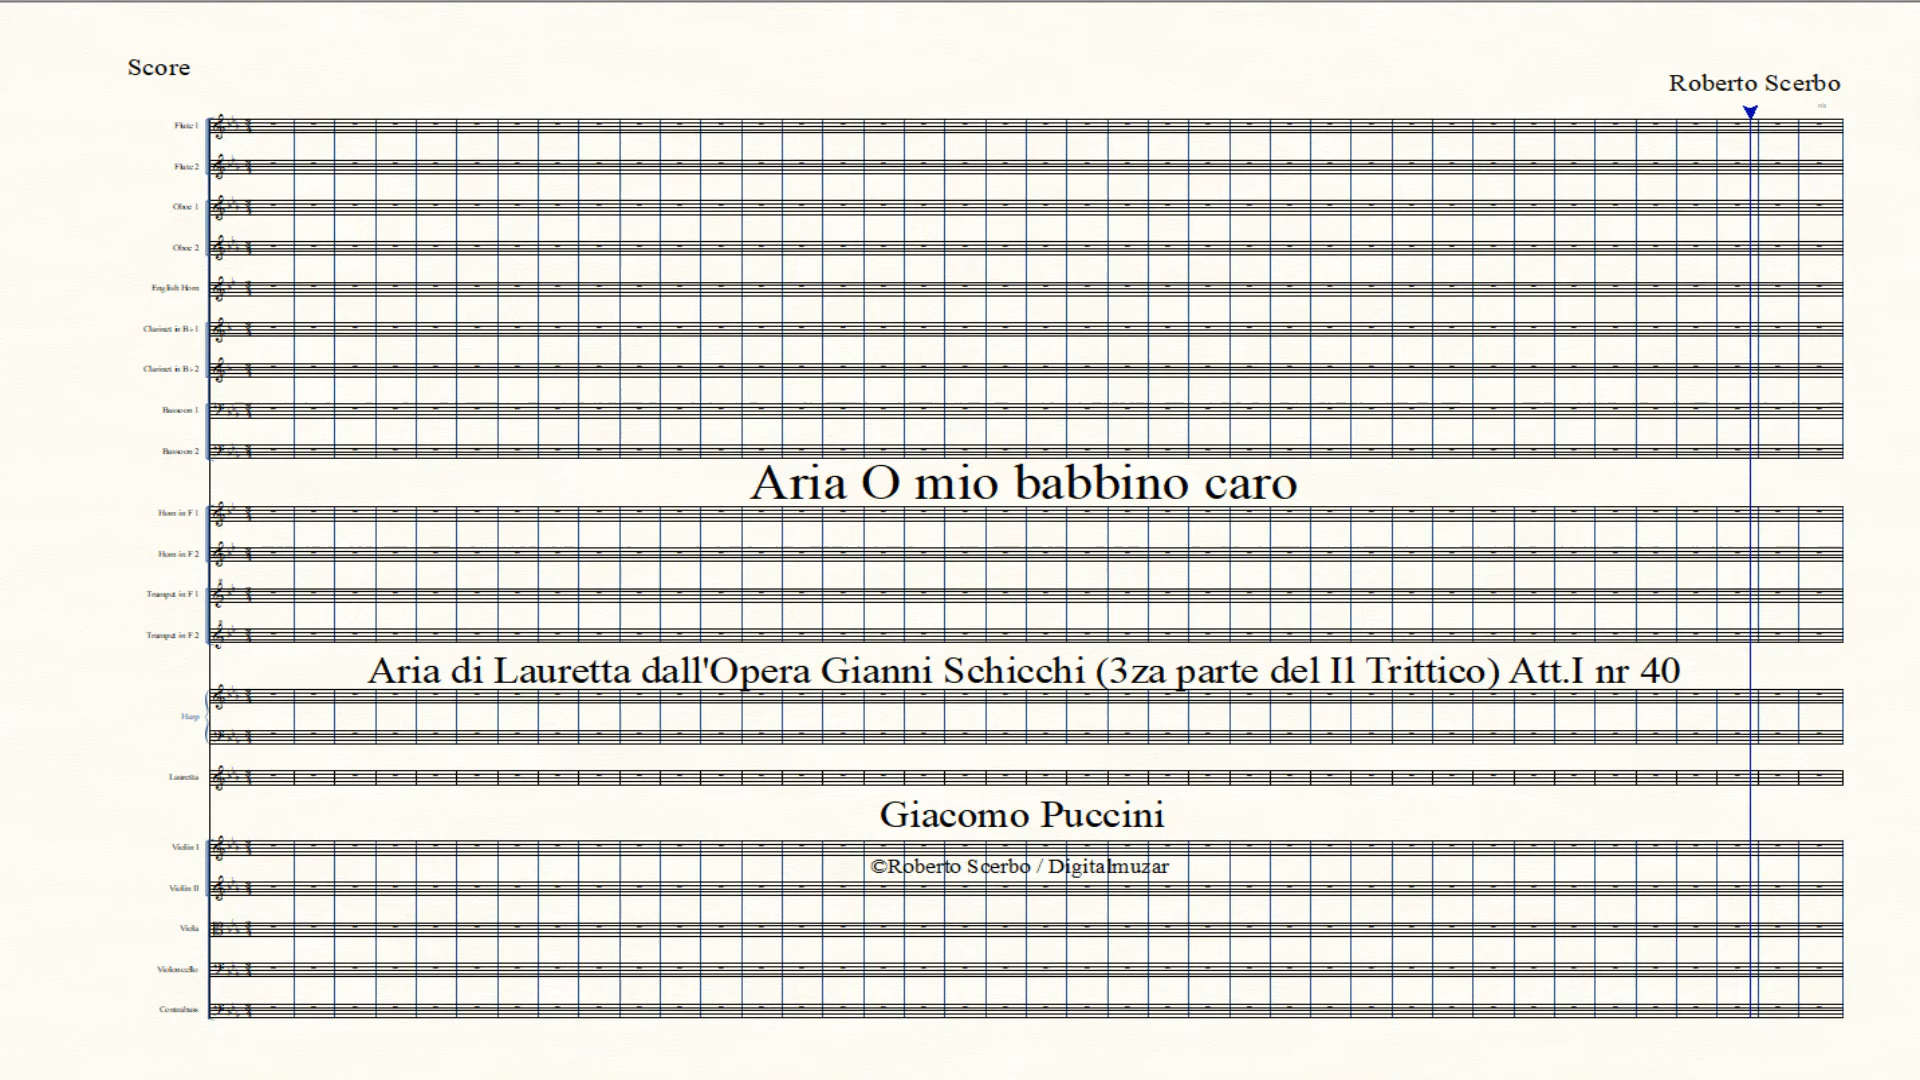 Score
Roberto Scerbo
Flute 1
Flute 2
Oboe 1
Oboe 2
English Horn
Clarinet in B♭ 1
Clarinet in B♭ 2
Bassoon 1
Bassoon 2
Aria O mio babbino caro
Horn in F 1
Horn in F 2
Trumpet in F 1
Trumpet in F 2
Aria di Lauretta dall'Opera Gianni Schicchi (3za parte del Il Trittico) Att.I nr 40
Harp
Lauretta
Giacomo Puccini
Violin I
©Roberto Scerbo / Digitalmuzar
Violin II
Viola
Violoncello
Contrabass